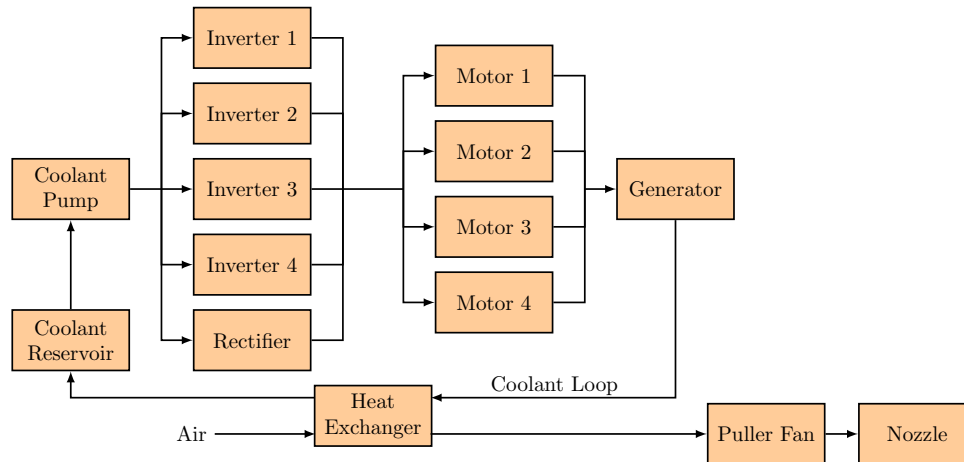 Inverter 1
Inverter 2
Inverter 3
Inverter 4
Rectifier
Motor 1
Motor 2
Motor 3
Motor 4
Coolant
Pump
Generator
Coolant
Reservoir
Coolant Loop
Heat
Exchanger
Air
Puller Fan
Nozzle